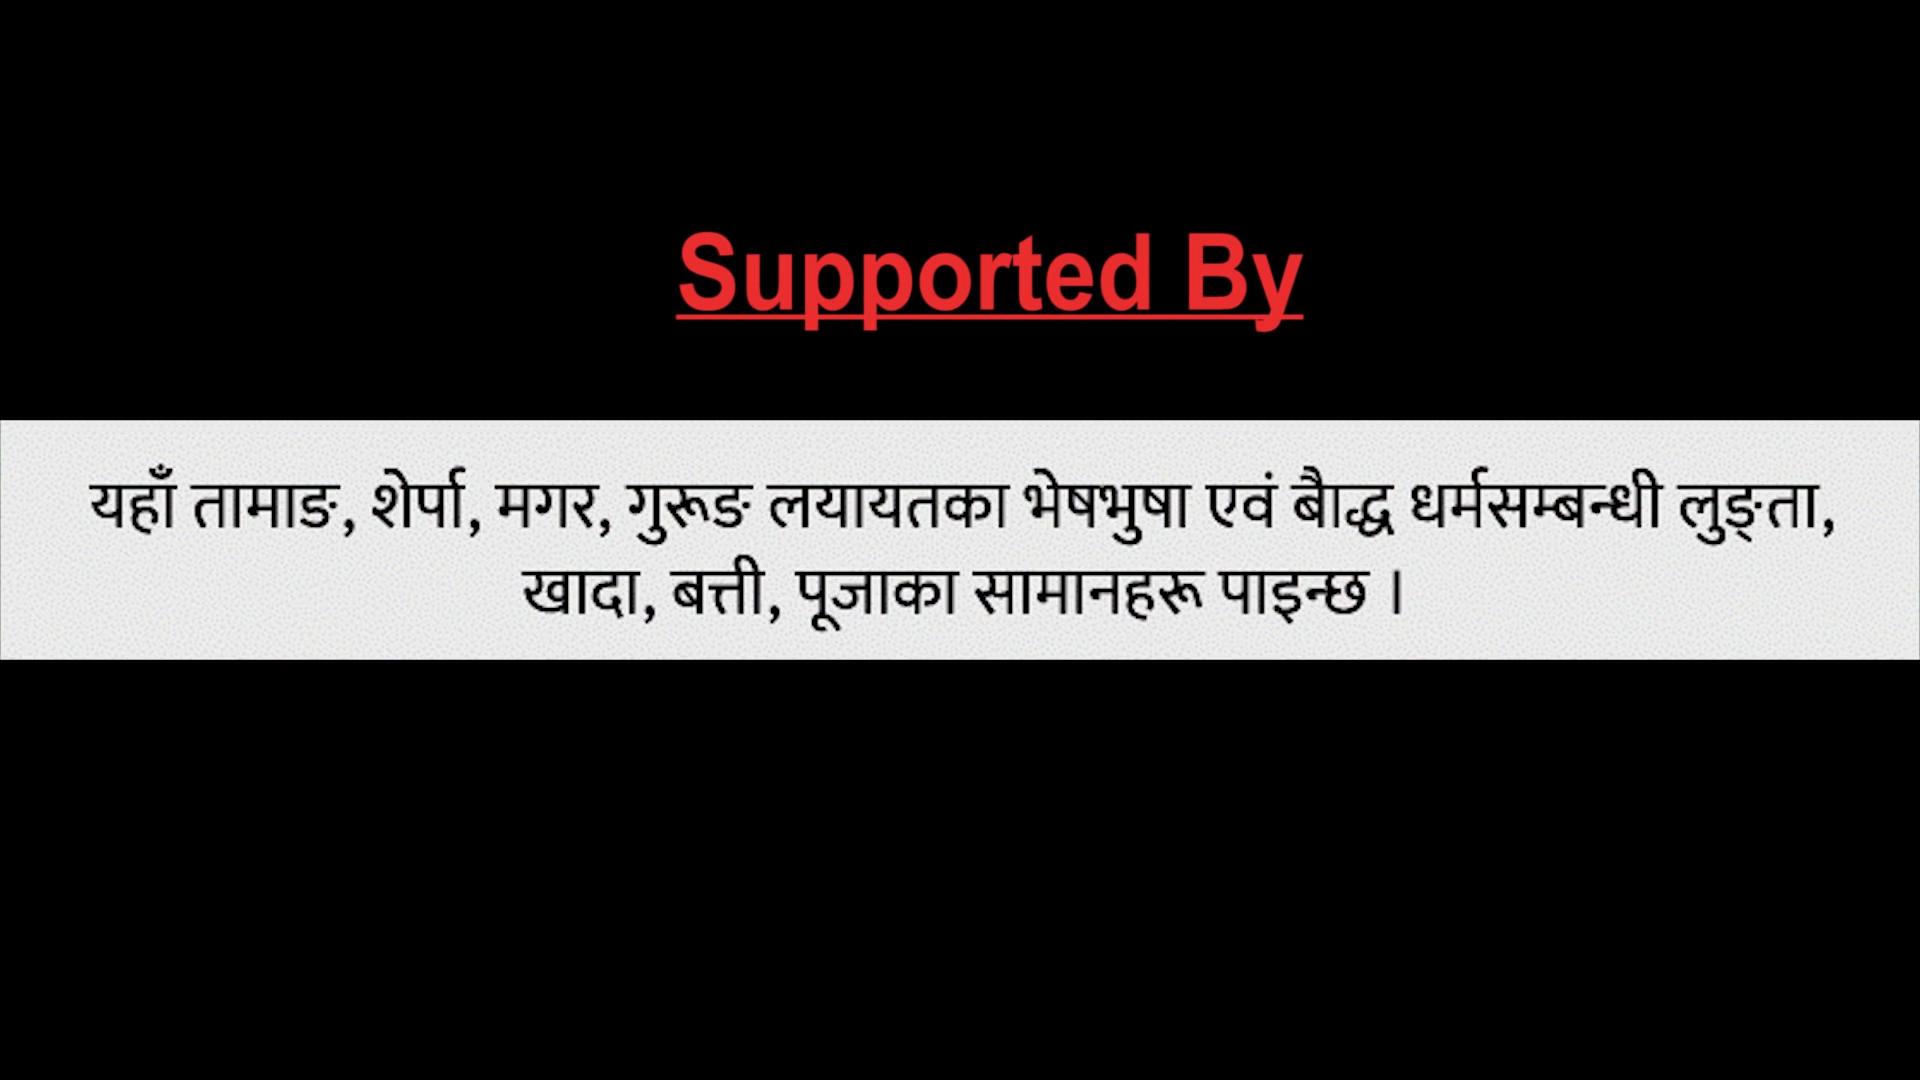 Supported By
यहाँ तामाङ, शेर्पा, मगर, गुरूङ लयायतका भेषभुषा एवं बैाद्ध धर्मसम्बन्धी लुङ्ता,
खादा, बत्ती, पूजाका सामानहरू पाइन्छ ।